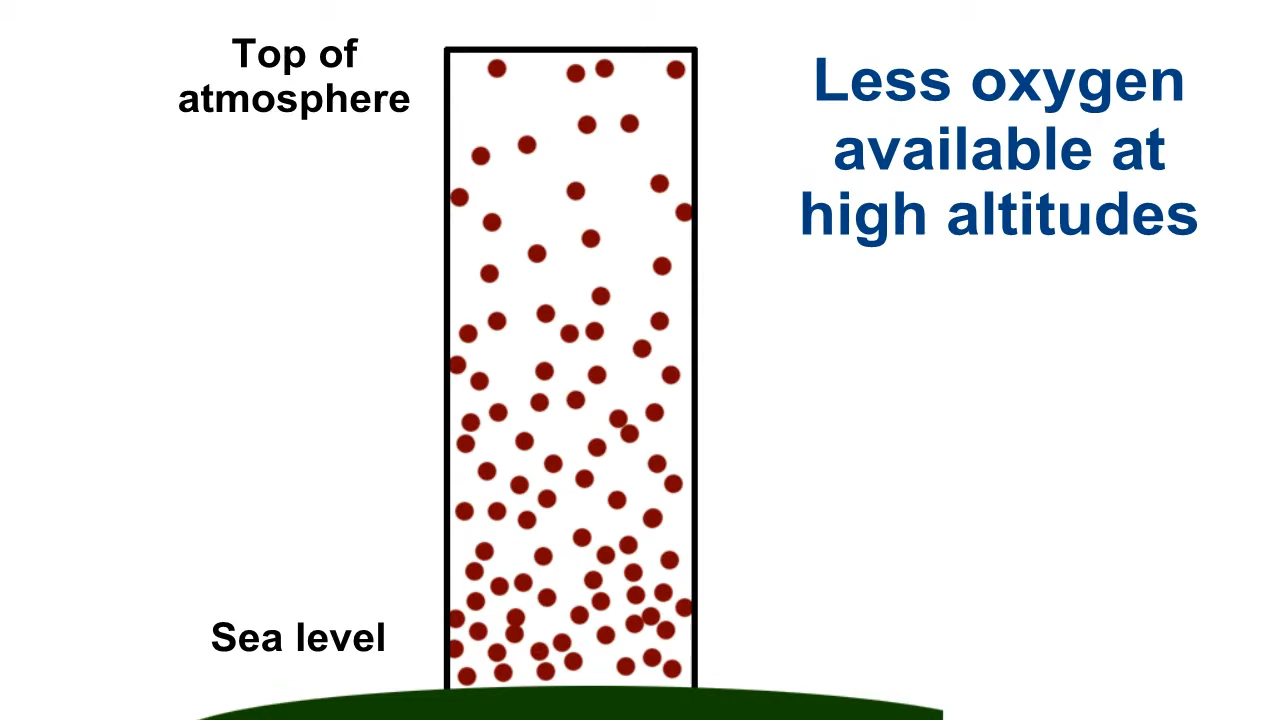 Top of
atmosphere
Less oxygen
available at
high altitudes
Sea level